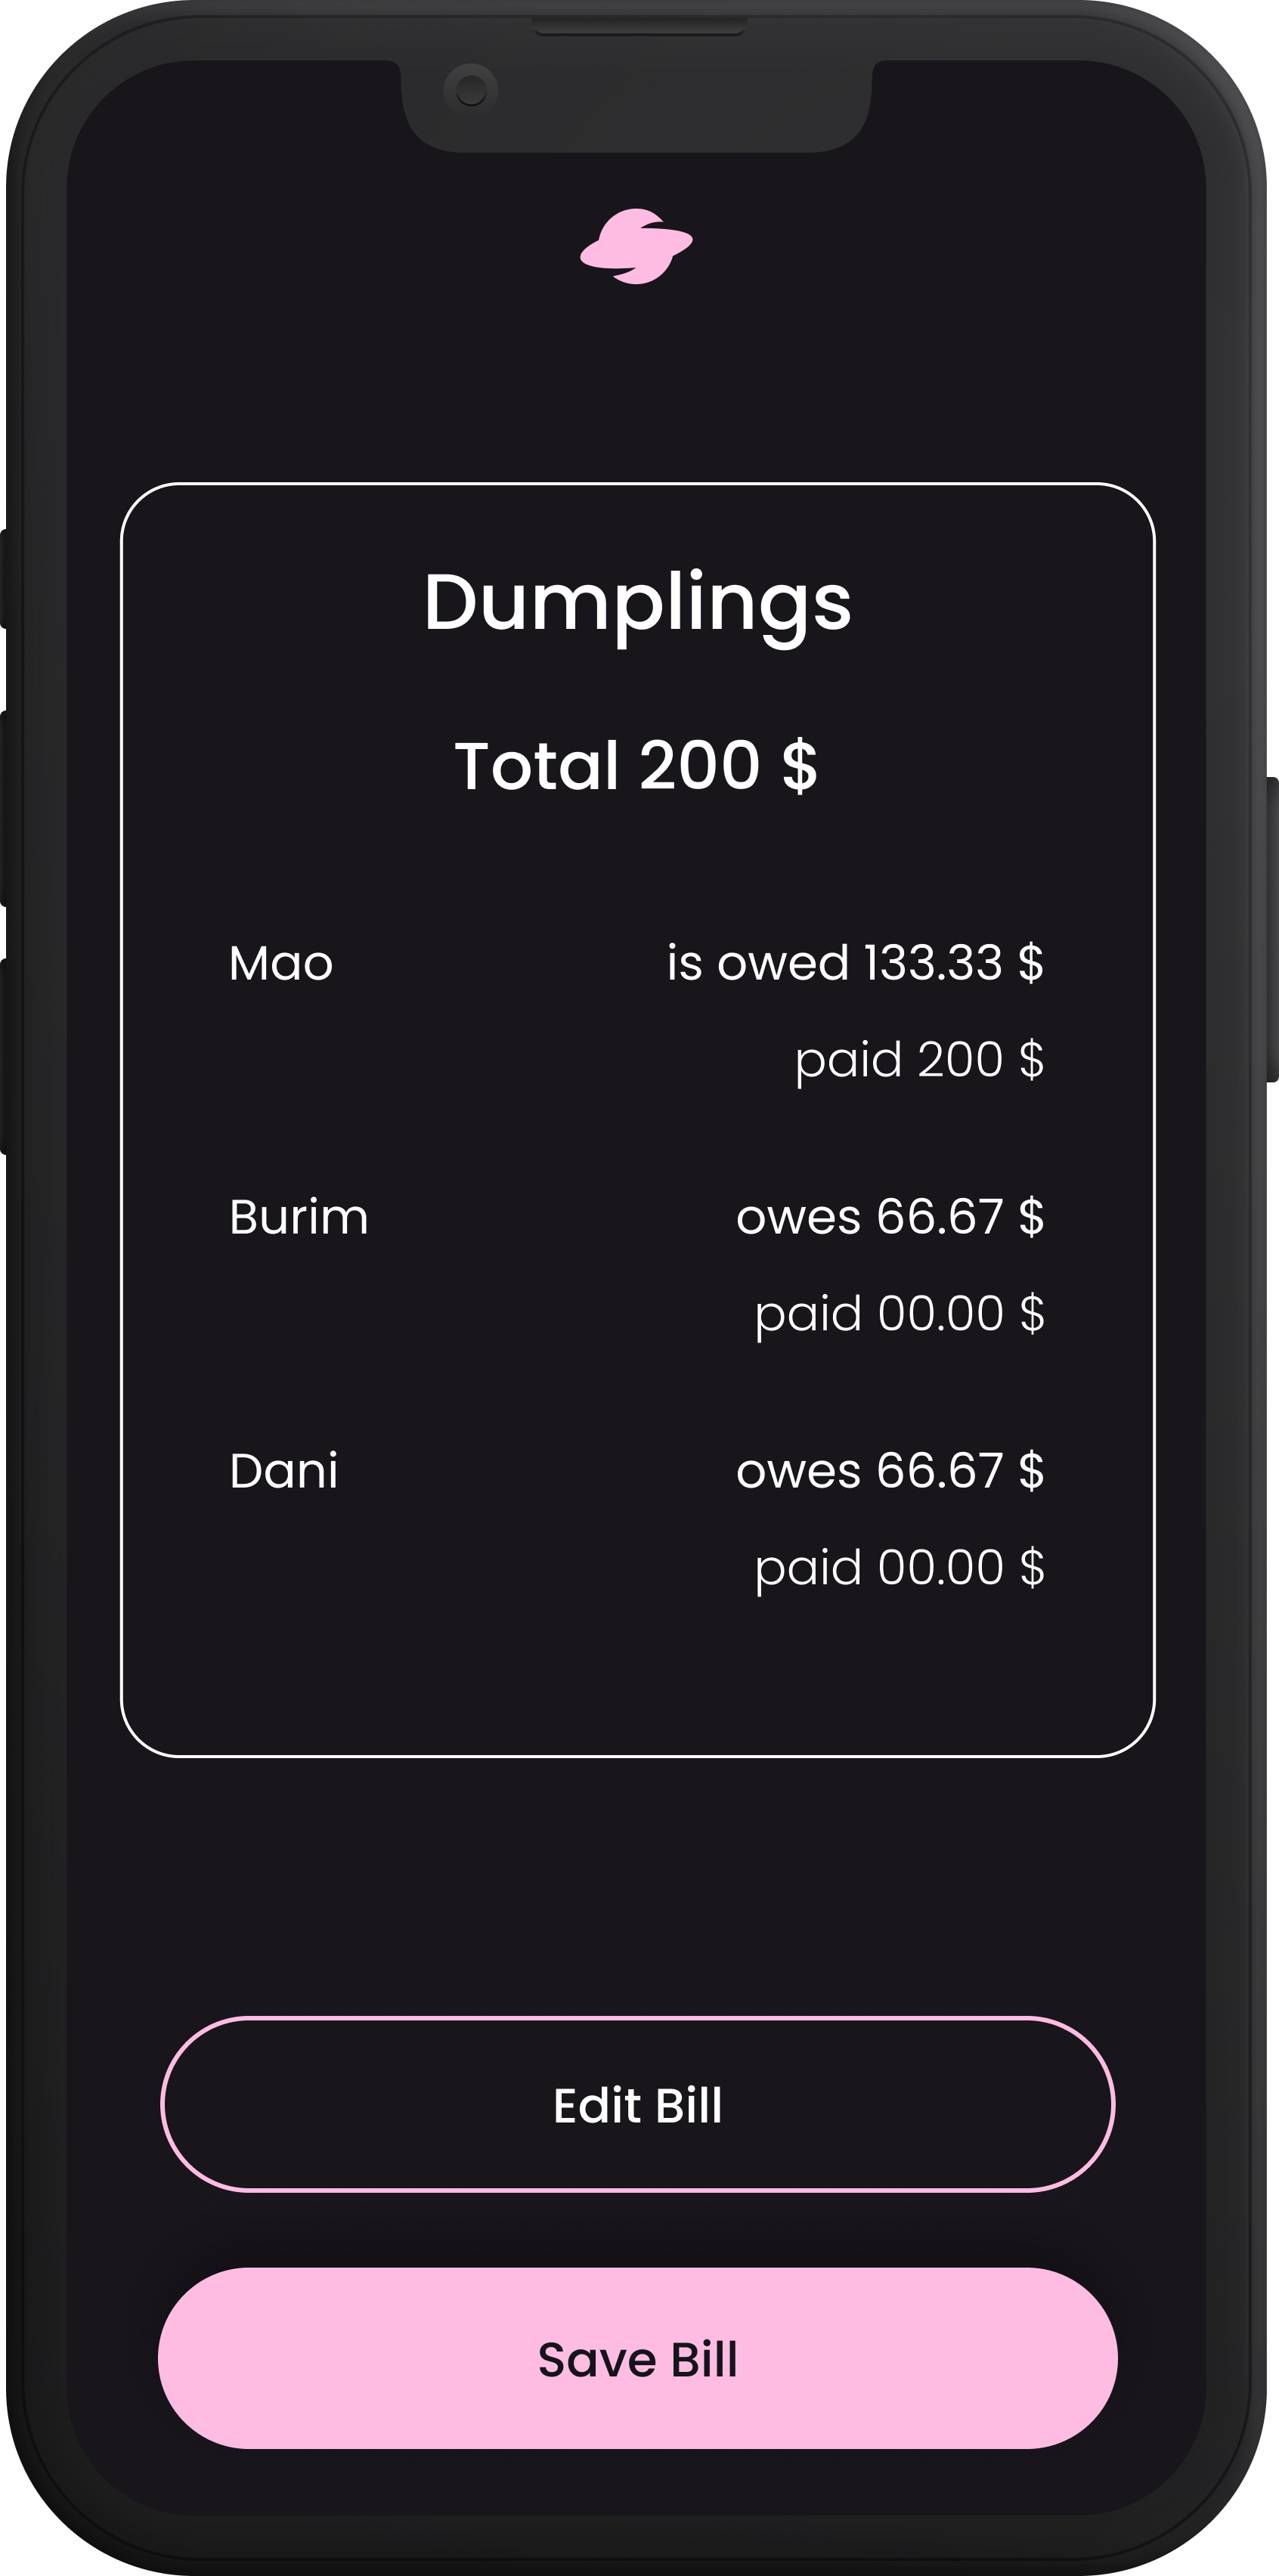 Dumplings
Total 200 $
Mao is owed 133.33 $
paid 200 $
Burim owes 66.67 $
paid 00.00 $
Dani owes 66.67 $
paid 00.00 $
Edit Bill
Save Bill